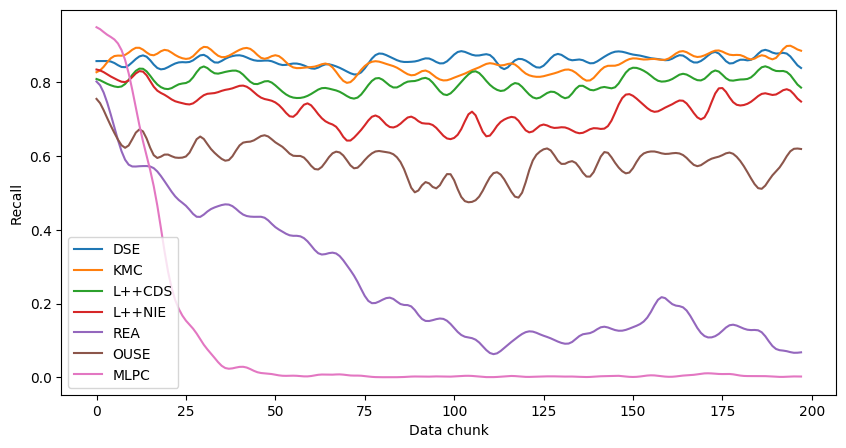 Recall
0.8
0.6
0.4
0.2
0.0
DSE
KMC
L++CDS
L++NIE
REA
OUSE
MLPC
0 25 50 75 100 125 150 175 200
Data chunk